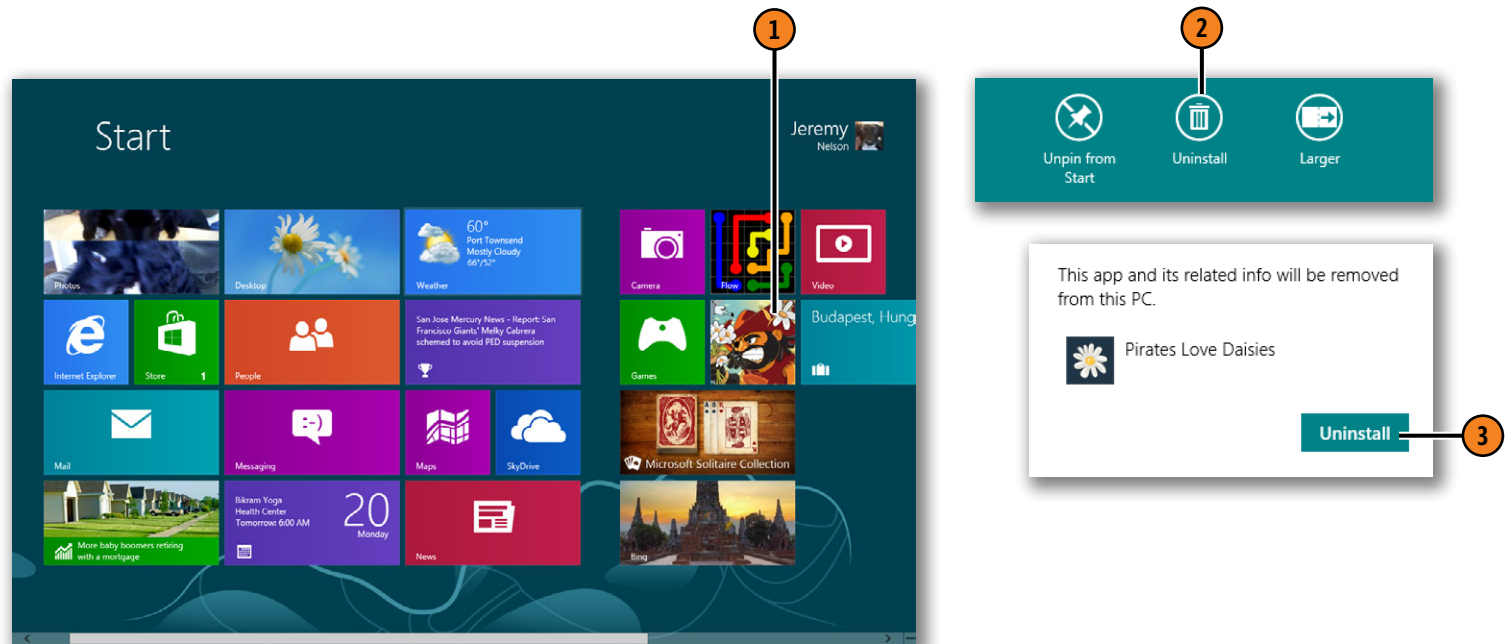 1
2
Start
Jeremy
Nelson
Photos
Desktop
60°
Port Townsend
Mostly Cloudy
66°/52°
Weather
Camera
Flow
Video
Internet Explorer
Store
1
People
San Jose Mercury News - Report: San
Francisco Giants' Melky Cabrera
schemed to avoid PED suspension
Games
Budapest, Hung
Mail
Messaging
Maps
SkyDrive
Microsoft Solitaire Collection
More baby boomers retiring
with a mortgage
Bikram Yoga
Health Center
Tomorrow: 6:00 AM
20
Monday
News
Bing
Unpin from
Start
Uninstall
Larger
This app and its related info will be removed
from this PC.
Pirates Love Daisies
Uninstall
3